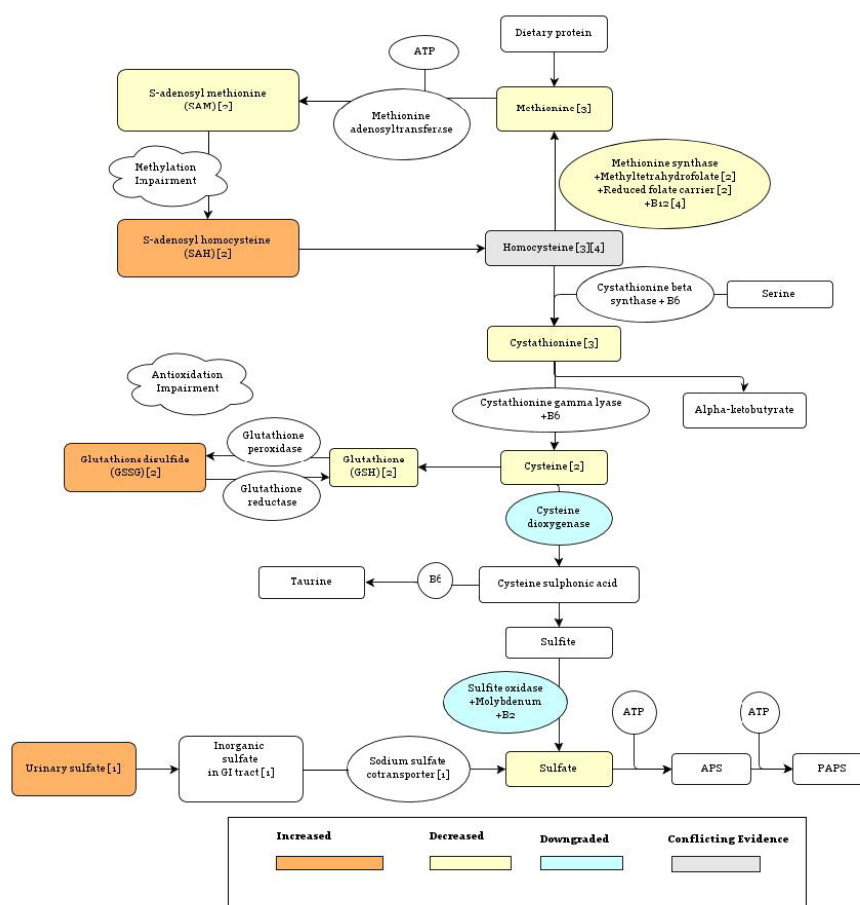 Dietary protein
ATP
S-adenosyl methionine
(SAM) [2]
Methionine [3]
Methionine
adenosyltransferase
Methylation
Impairment
Methionine synthase
+Methyltetrahydrofolate [2]
+Reduced folate carrier [2]
+B12 [4]
S-adenosyl homocysteine
(SAH) [2]
Homocysteine [3][4]
Cystathionine beta
synthase + B6
Serine
Cystathionine [3]
Antioxidation
Impairment
Cystathionine gamma lyase
+B6
Alpha-ketobutyrate
Glutathione
peroxidase
Glutathione disulfide
(GSSG) [2]
Glutathione
(GSH) [2]
Cysteine [2]
Glutathione
reductase
Cysteine
dioxygenase
Taurine
B6
Cysteine sulphonic acid
Sulfite
Sulfite oxidase
+Molybdenum
+B2
ATP
ATP
Urinary sulfate [1]
Inorganic
sulfate
in GI tract [1]
Sodium sulfate
cotransporter [1]
Sulfate
APS
PAPS
Increased
Decreased
Downgraded
Conflicting Evidence